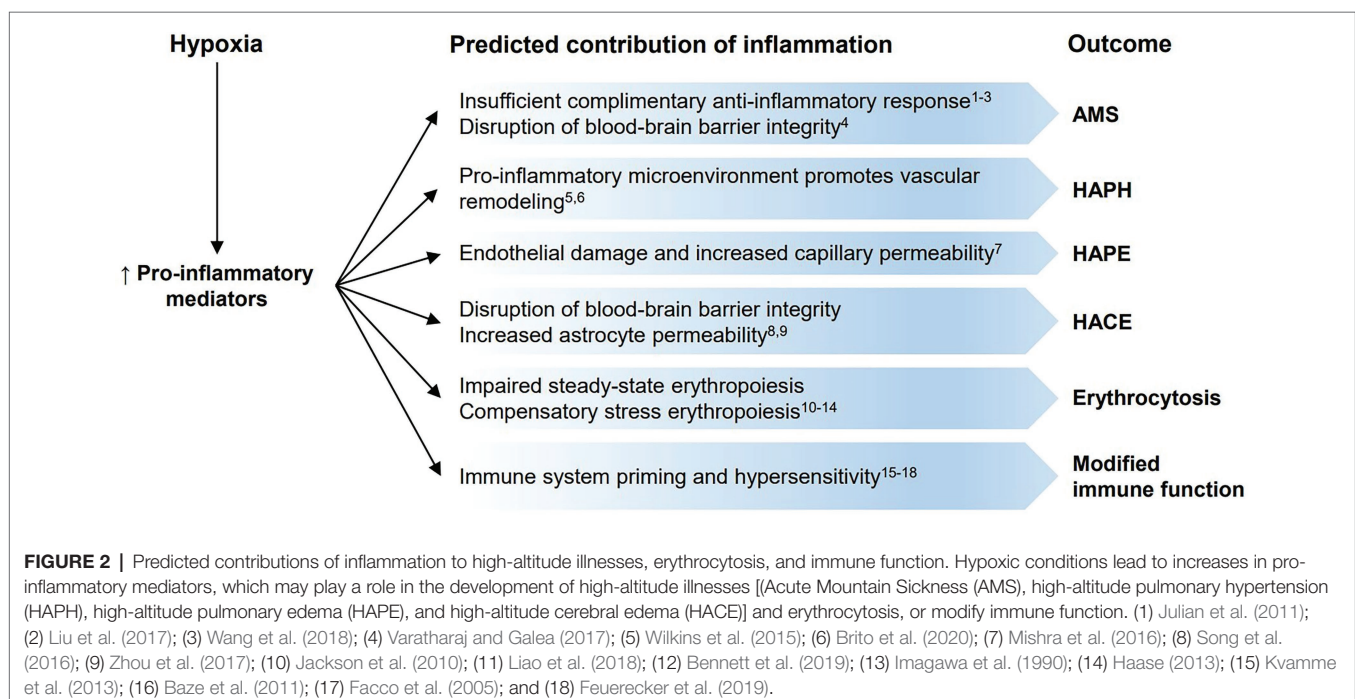 Hypoxia
Predicted contribution of inflammation
Outcome
↑ Pro-inflammatory
mediators
Insufficient complimentary anti-inflammatory response1-3
Disruption of blood-brain barrier integrity4
AMS
Pro-inflammatory microenvironment promotes vascular
remodeling5,6
HAPH
Endothelial damage and increased capillary permeability7
HAPE
Disruption of blood-brain barrier integrity
Increased astrocyte permeability8,9
HACE
Impaired steady-state erythropoiesis
Compensatory stress erythropoiesis10-14
Erythrocytosis
Immune system priming and hypersensitivity15-18
Modified
immune function
FIGURE 2 | Predicted contributions of inflammation to high-altitude illnesses, erythrocytosis, and immune function. Hypoxic conditions lead to increases in pro-
inflammatory mediators, which may play a role in the development of high-altitude illnesses [(Acute Mountain Sickness (AMS), high-altitude pulmonary hypertension
(HAPH), high-altitude pulmonary edema (HAPE), and high-altitude cerebral edema (HACE)] and erythrocytosis, or modify immune function. (1) Julian et al. (2011);
(2) Liu et al. (2017); (3) Wang et al. (2018); (4) Varatharaj and Galea (2017); (5) Wilkins et al. (2015); (6) Brito et al. (2020); (7) Mishra et al. (2016); (8) Song et al.
(2016); (9) Zhou et al. (2017); (10) Jackson et al. (2010); (11) Liao et al. (2018); (12) Bennett et al. (2019); (13) Imagawa et al. (1990); (14) Haase (2013); (15) Kvamme
et al. (2013); (16) Baze et al. (2011); (17) Facco et al. (2005); and (18) Feuerecker et al. (2019).